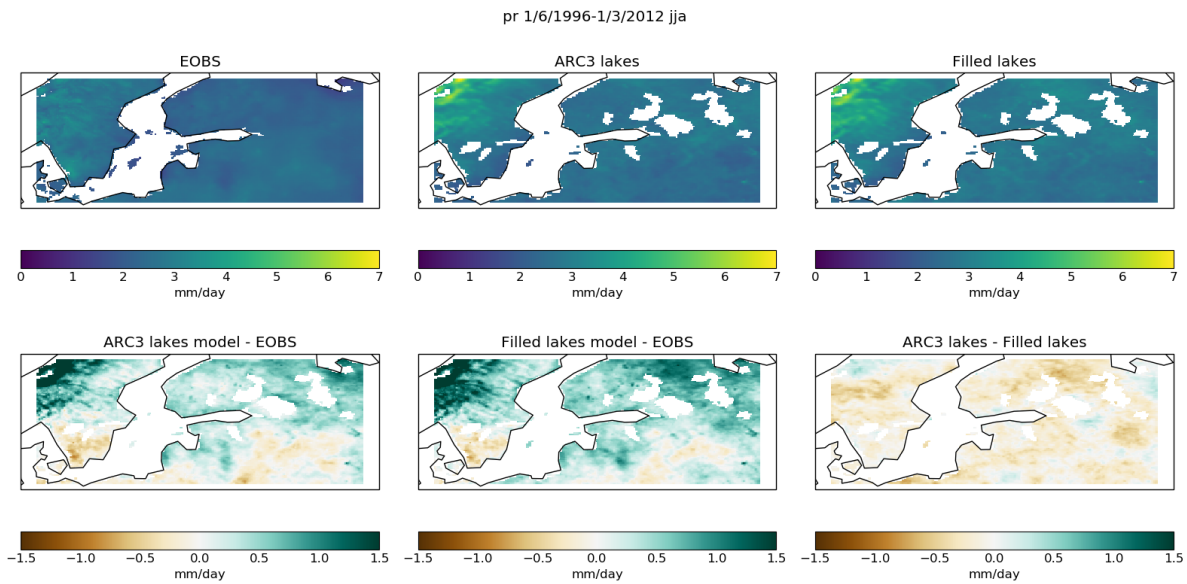 pr 1/6/1996-1/3/2012 jja
EOBS
ARC3 lakes
Filled lakes
0 1 2 3 4 5 6 7
mm/day
0 1 2 3 4 5 6 7
mm/day
0 1 2 3 4 5 6 7
mm/day
ARC3 lakes model - EOBS
Filled lakes model - EOBS
ARC3 lakes - Filled lakes
−1.5 −1.0 −0.5 0.0 0.5 1.0 1.5
mm/day
−1.5 −1.0 −0.5 0.0 0.5 1.0 1.5
mm/day
−1.5 −1.0 −0.5 0.0 0.5 1.0 1.5
mm/day